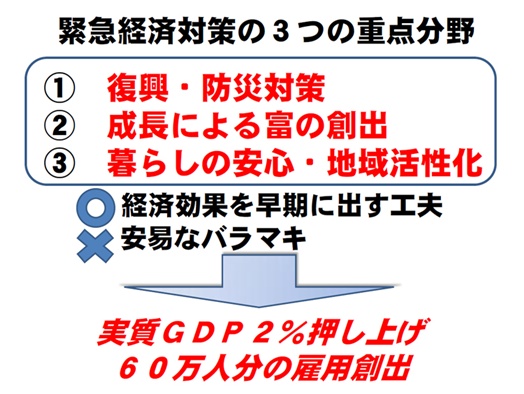 緊急経済対策の３つの重点分野
① 復興・防災対策
② 成長による富の創出
③ 暮らしの安心・地域活性化
経済効果を早期に出す工夫
安易なバラマキ
実質ＧＤＰ２％押し上げ
６０万人分の雇用創出